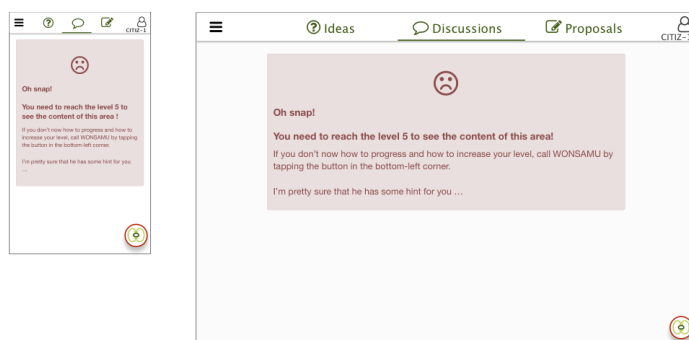 CITIZ-1
Oh snap!
You need to reach the level 5 to
see the content of this area !
If you don't now how to progress and how to
increase your level, call WONSAMU by tapping
the button in the bottom-left corner.
I'm pretty sure that he has some hint for you
...
Ideas
Discussions
Proposals
CITIZ-1
Oh snap!
You need to reach the level 5 to see the content of this area!
If you don't now how to progress and how to increase your level, call WONSAMU by
tapping the button in the bottom-left corner.
I'm pretty sure that he has some hint for you ...